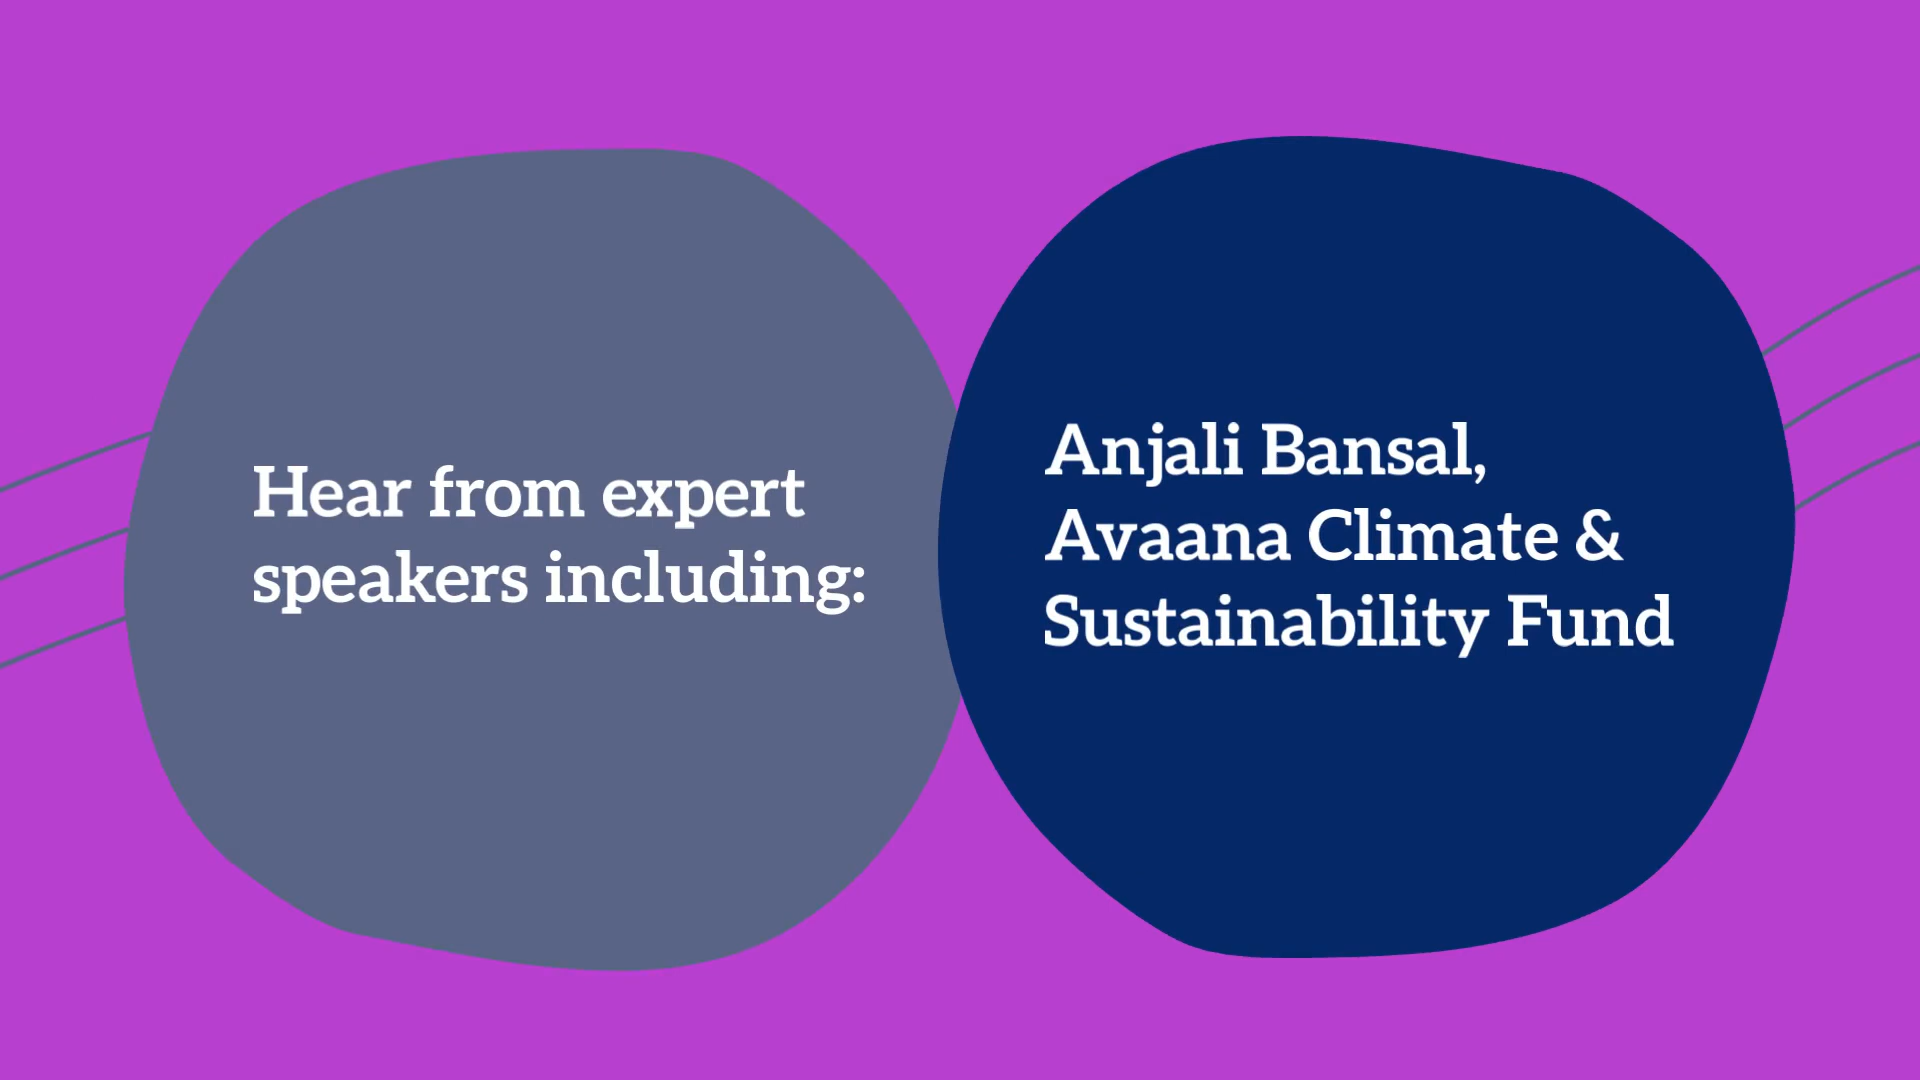 Hear from expert
speakers including:
Anjali Bansal,
Avaana Climate &
Sustainability Fund